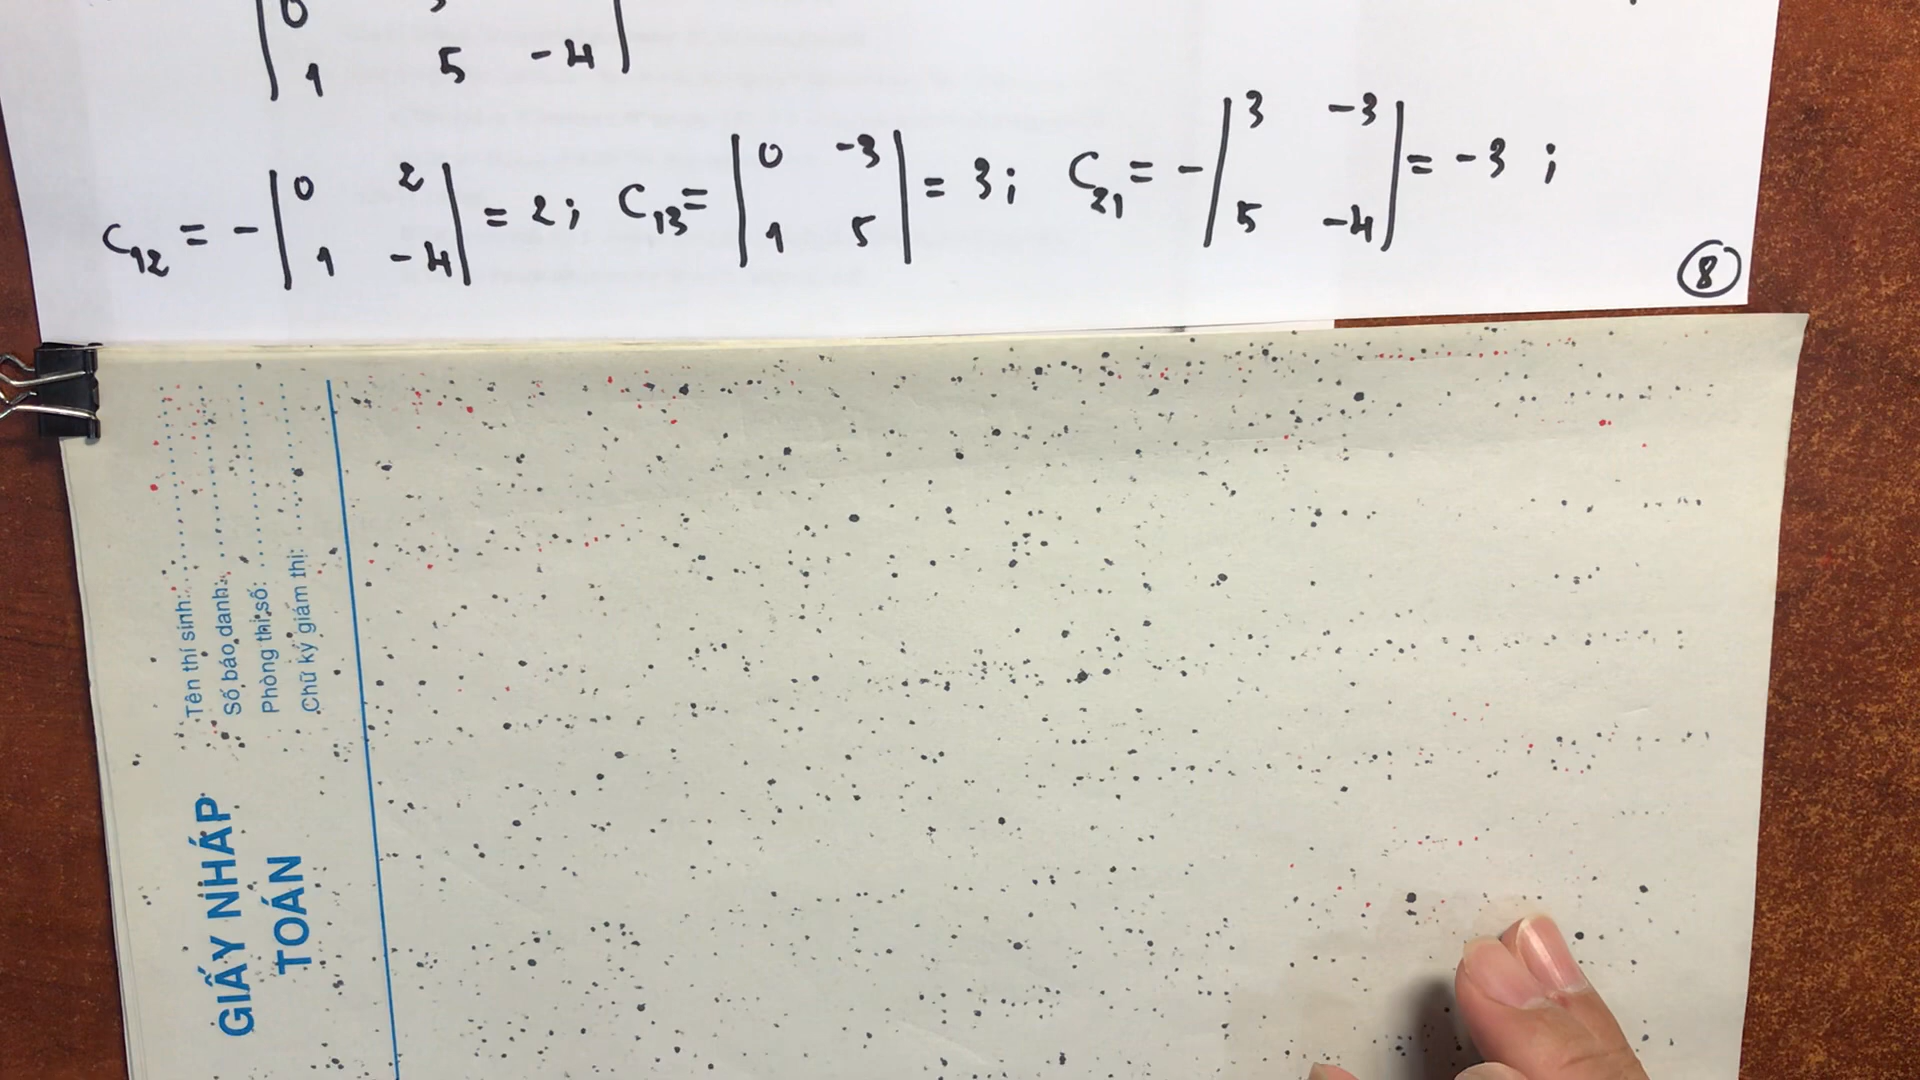 0
1 5 -4
C12 = - | 0 2 | = 2; C13 = | 0 -3 | = 3; C21 = - | 3 -3 | = -3 ;
| 1 -4 | | 1 5 | | 5 -4 |
8
Tên thí sinh:
Số báo danh:
Phòng thi số:
Chữ ký giám thị:
GIẤY NHÁP
TOÁN